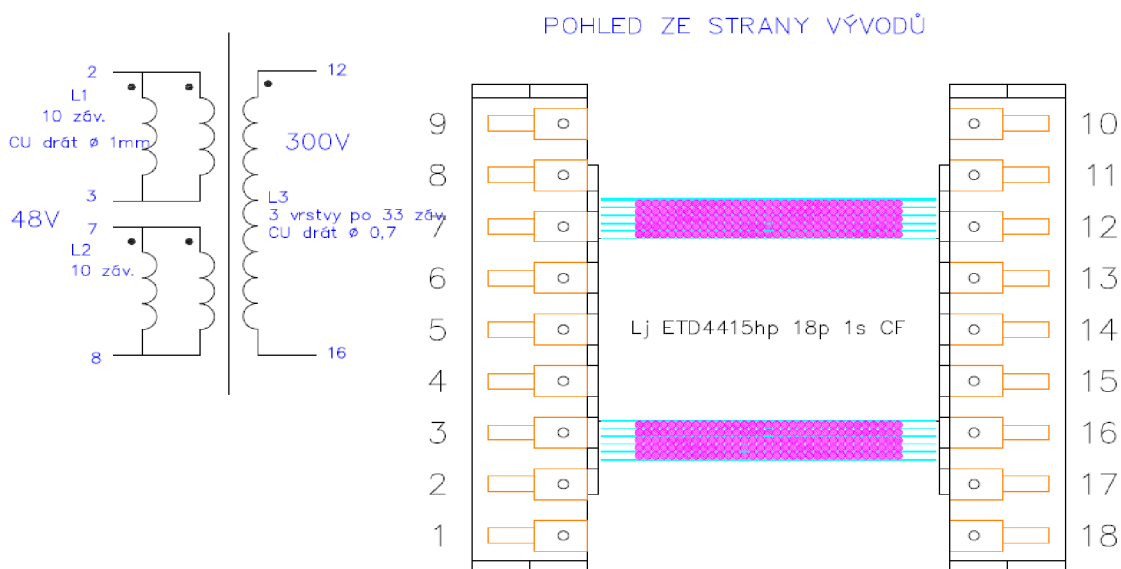 POHLED ZE STRANY VÝVODŮ
2
L1
10 záv.
CU drát ø 1mm
3
48V
7
L2
10 záv.
8
12
300V
L3
3 vrstvy po 33 záv.
CU drát ø 0,7
16
9
8
7
6
5
4
3
2
1
Lj ETD4415hp 18p 1s CF
10
11
12
13
14
15
16
17
18